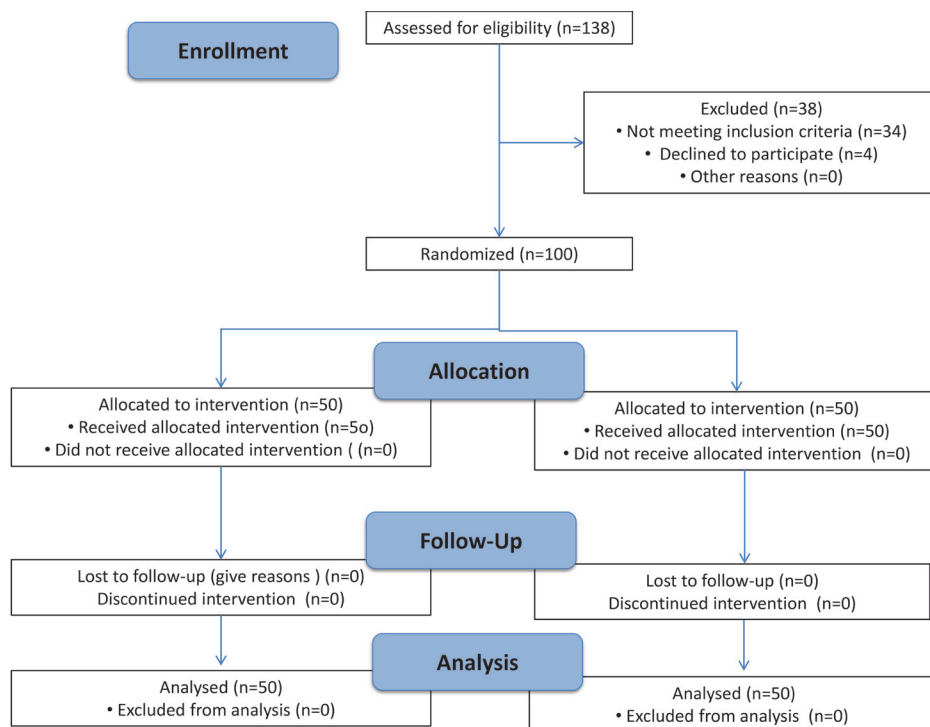 Enrollment
Assessed for eligibility (n=138)
Excluded (n=38)
• Not meeting inclusion criteria (n=34)
• Declined to participate (n=4)
• Other reasons (n=0)
Randomized (n=100)
Allocation
Allocated to intervention (n=50)
• Received allocated intervention (n=5o)
• Did not receive allocated intervention ( (n=0)
Allocated to intervention (n=50)
• Received allocated intervention (n=50)
• Did not receive allocated intervention (n=0)
Follow-Up
Lost to follow-up (give reasons ) (n=0)
Discontinued intervention (n=0)
Lost to follow-up (n=0)
Discontinued intervention (n=0)
Analysis
Analysed (n=50)
• Excluded from analysis (n=0)
Analysed (n=50)
• Excluded from analysis (n=0)